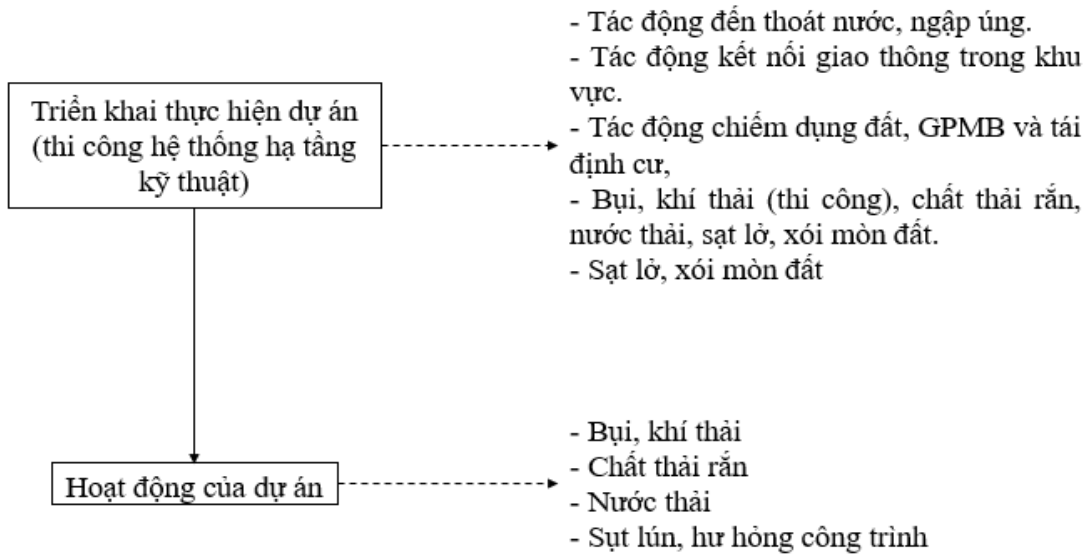 Triển khai thực hiện dự án
(thi công hệ thống hạ tầng
kỹ thuật)
- Tác động đến thoát nước, ngập úng.
- Tác động kết nối giao thông trong khu
vực.
- Tác động chiếm dụng đất, GPMB và tái
định cư,
- Bụi, khí thải (thi công), chất thải rắn,
nước thải, sạt lở, xói mòn đất.
- Sạt lở, xói mòn đất
Hoạt động của dự án
- Bụi, khí thải
- Chất thải rắn
- Nước thải
- Sụt lún, hư hỏng công trình